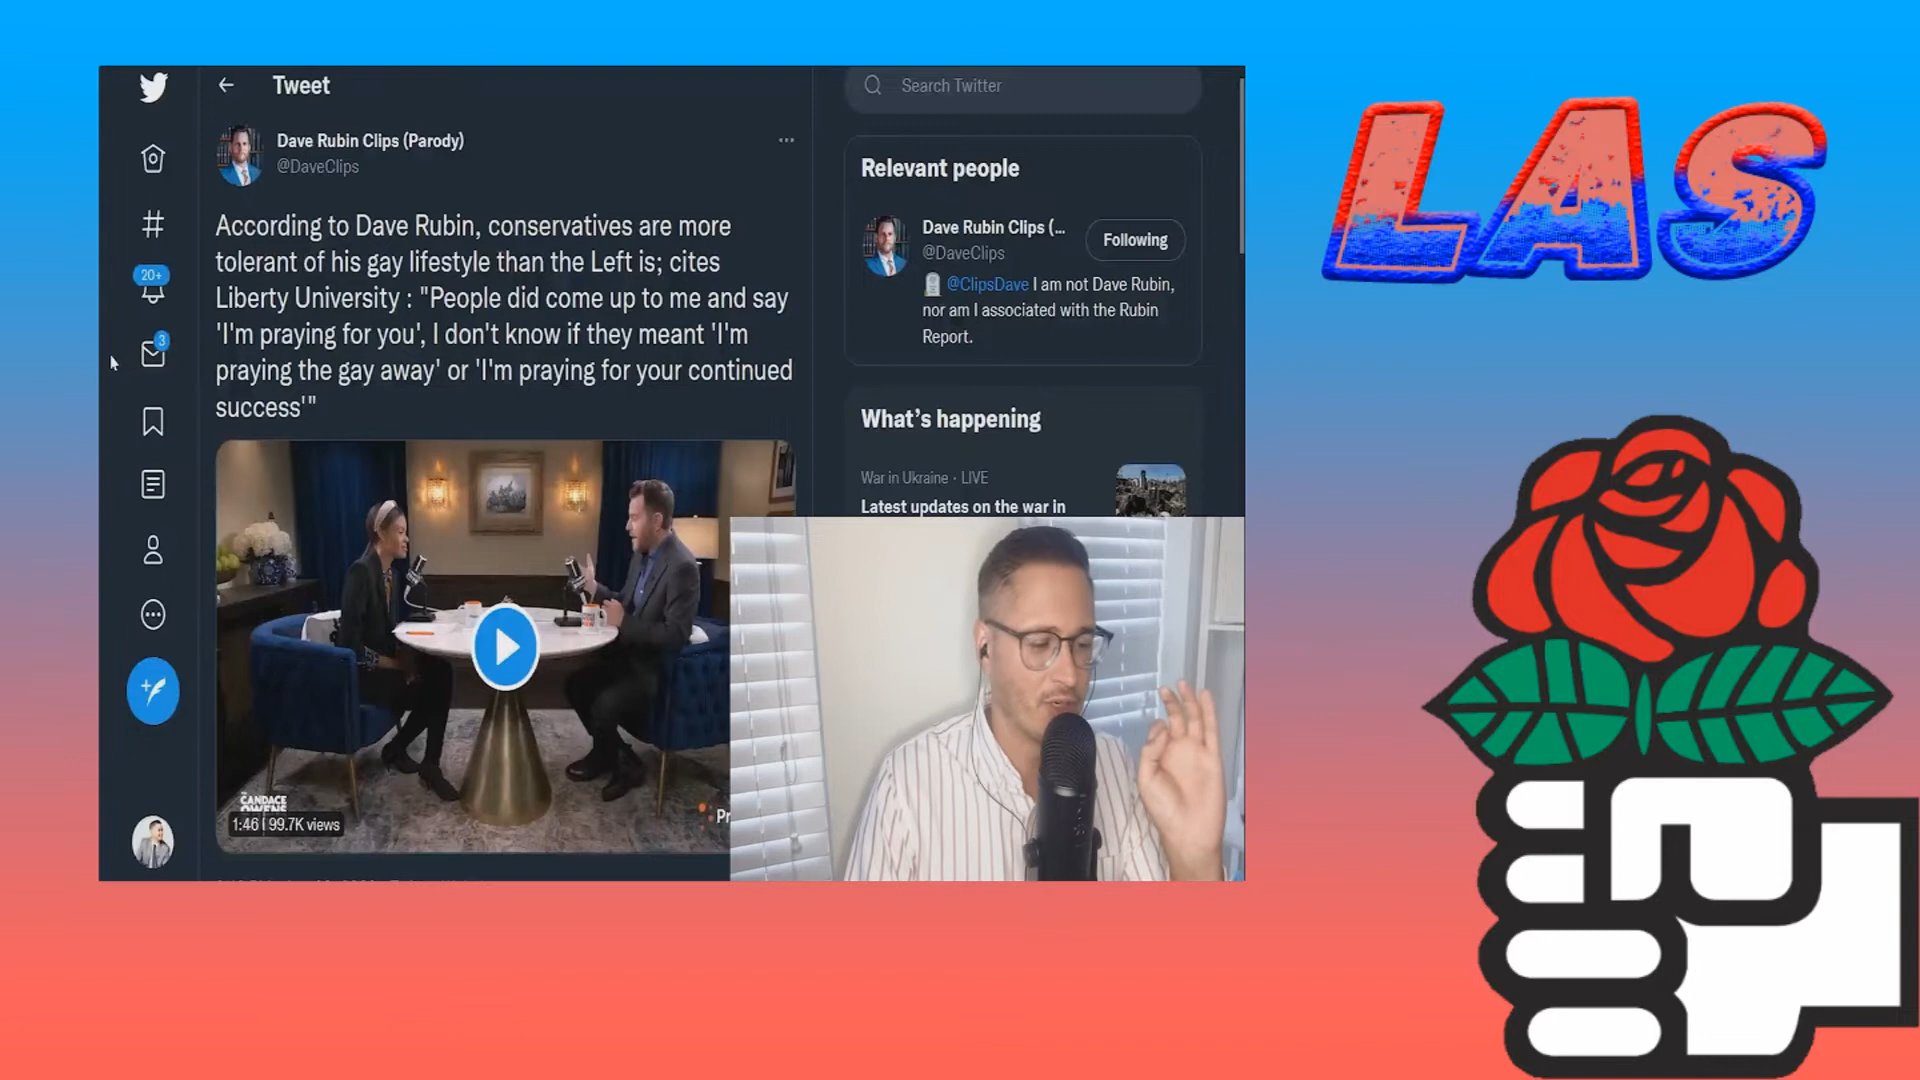 Tweet
Search Twitter
Dave Rubin Clips (Parody)
@DaveClips
According to Dave Rubin, conservatives are more
tolerant of his gay lifestyle than the Left is; cites
Liberty University : "People did come up to me and say
'I'm praying for you', I don't know if they meant 'I'm
praying the gay away' or 'I'm praying for your continued
success'"
Relevant people
Dave Rubin Clips (...
@DaveClips
Following
@ClipsDave I am not Dave Rubin,
nor am I associated with the Rubin
Report.
What's happening
War in Ukraine · LIVE
Latest updates on the war in
20+
3
CANDACE
OWENS
1:46 | 99.7K views
Pr
LAS